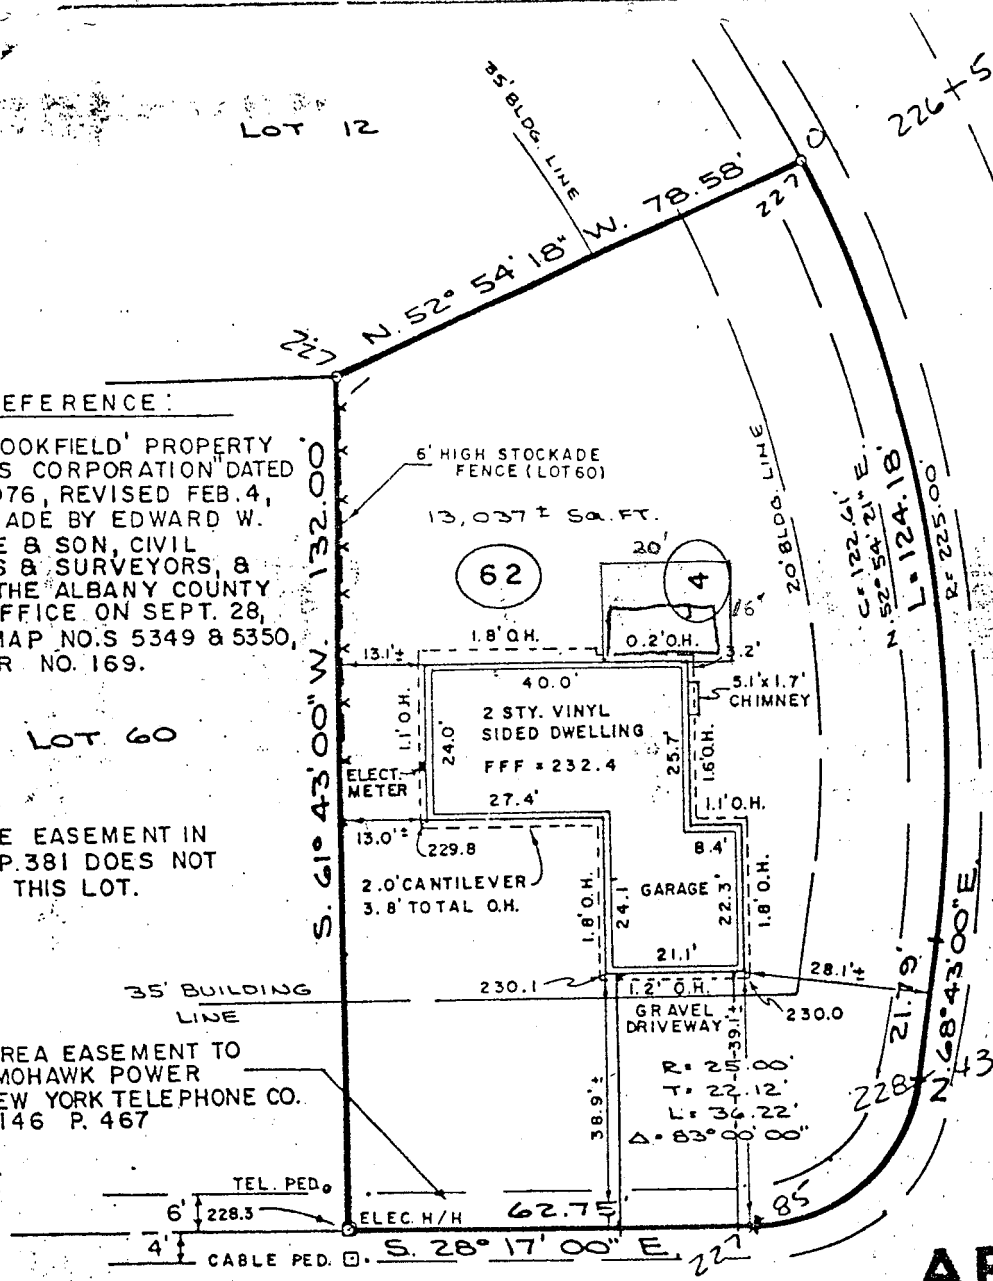 LOT 12
35' BLDG. LINE
226+5
N. 52° 54' 18" W. 78.58'
227
0
227
EFERENCE:
OOKFIELD' PROPERTY
S CORPORATION" DATED
976, REVISED FEB. 4,
ADE BY EDWARD W.
E & SON, CIVIL
S & SURVEYORS, &
THE ALBANY COUNTY
FFICE ON SEPT. 28,
MAP NO.S 5349 & 5350,
R NO. 169.
6' HIGH STOCKADE
FENCE (LOT 60)
13,037± SQ. FT.
62
4
20'
16"
20' BLDG. LINE
C= 122.61'
N. 52° 54' 21" E.
L= 124.18'
R= 225.00'
S. 61° 43' 00" W. 132.00'
1.8' O.H.
0.2' O.H.
3.2'
13.1'±
40.0'
5.1' x 1.7'
CHIMNEY
1.1' O.H.
24.0'
2 STY. VINYL
SIDED DWELLING
FFF = 232.4
25.7'
1.6' O.H.
LOT 60
ELECT.
METER
27.4'
1.1' O.H.
13.0'±
229.8
8.4'
E EASEMENT IN
P. 381 DOES NOT
THIS LOT.
2.0' CANTILEVER
3.8' TOTAL O.H.
1.8' O.H.
24.1'
GARAGE
22.3'
1.8' O.H.
21.1'
28.1'±
35' BUILDING
LINE
230.1
1.2' O.H.
GRAVEL
DRIVEWAY
230.0
39.1'±
21.79'
N. 68° 43' 00" E.
REA EASEMENT TO
MOHAWK POWER
EW YORK TELEPHONE CO.
146 P. 467
38.9'±
R= 25.00'
T= 22.12'
L= 36.22'
Δ= 83° 00' 00"
228+43
TEL. PED.
6'
228.3
ELEC. H/H
62.75
85
4'
CABLE PED.
S. 28° 17' 00" E.
227